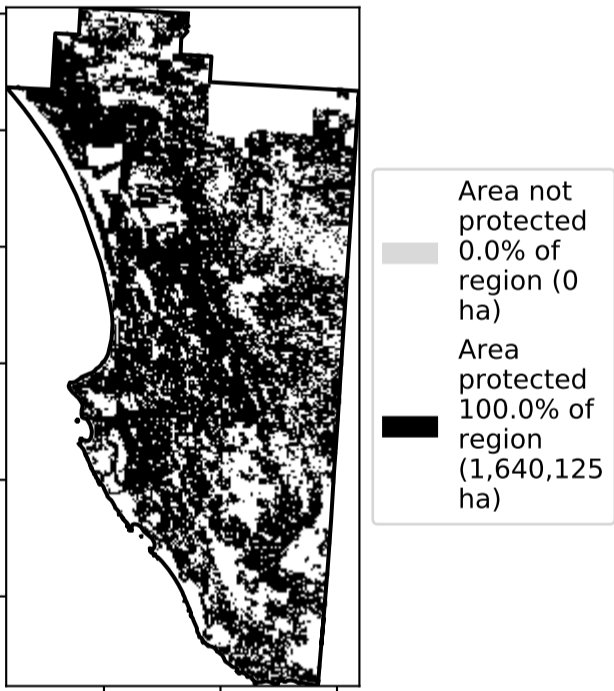 Area not
protected
0.0% of
region (0
ha)
Area
protected
100.0% of
region
(1,640,125
ha)